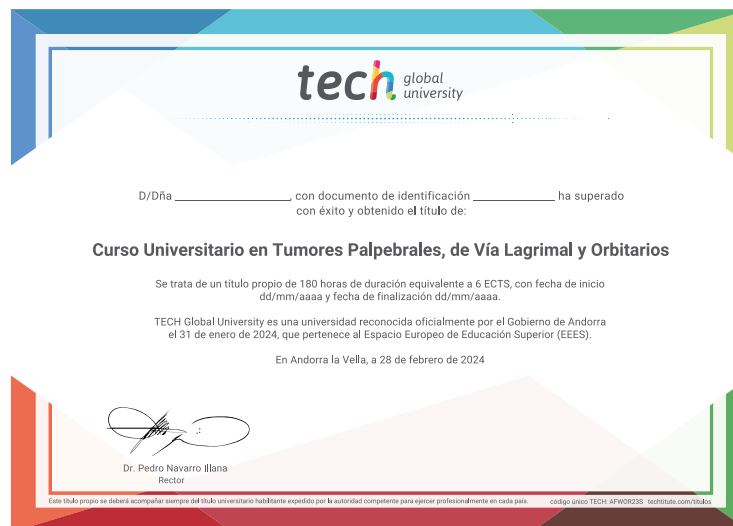 tech global university
D/Dña ______________, con documento de identificación ______________ ha superado
con éxito y obtenido el título de:
Curso Universitario en Tumores Palpebrales, de Vía Lagrimal y Orbitarios
Se trata de un título propio de 180 horas de duración equivalente a 6 ECTS, con fecha de inicio
dd/mm/aaaa y fecha de finalización dd/mm/aaaa.
TECH Global University es una universidad reconocida oficialmente por el Gobierno de Andorra
el 31 de enero de 2024, que pertenece al Espacio Europeo de Educación Superior (EEES).
En Andorra la Vella, a 28 de febrero de 2024
Dr. Pedro Navarro Illana
Rector
Este título propio se deberá acompañar siempre del título universitario habilitante expedido por la autoridad competente para ejercer profesionalmente en cada país. código único TECH: AFWOR23S techtitute.com/titulos